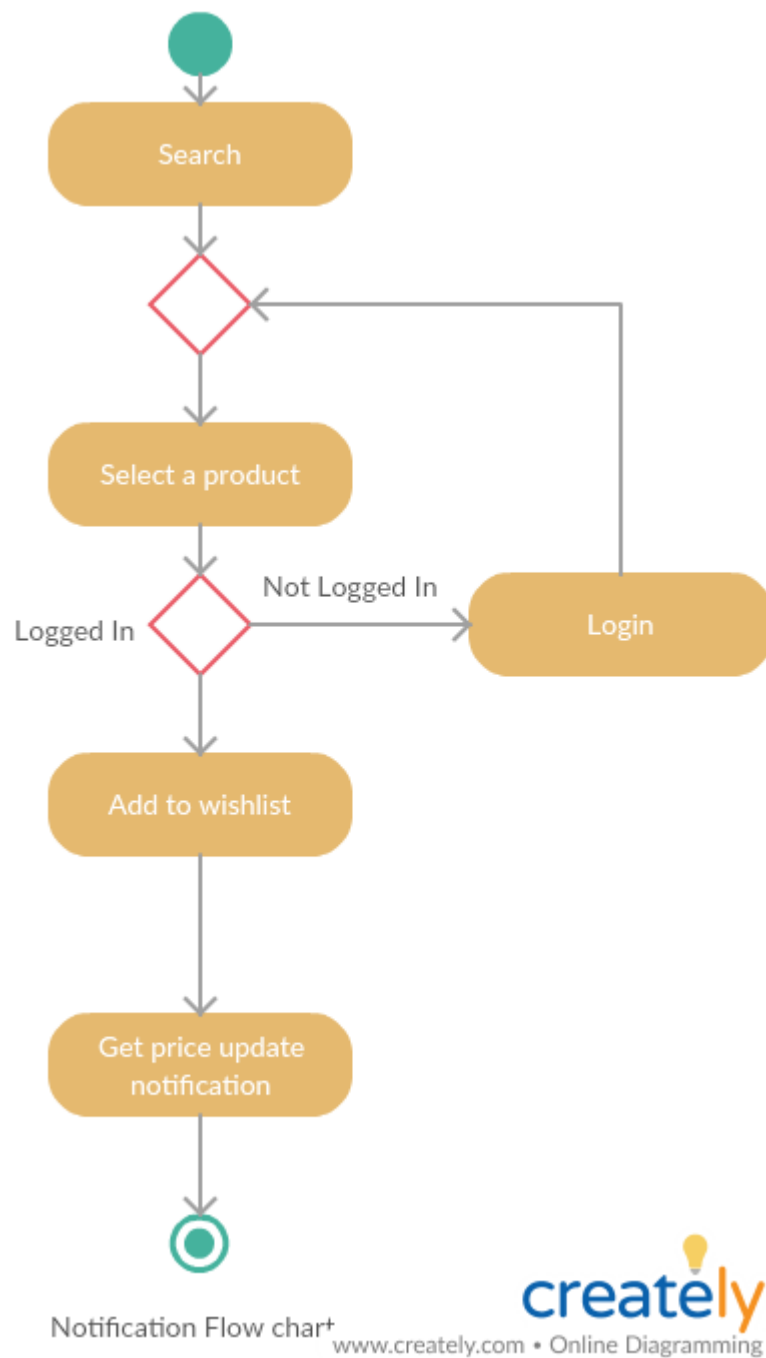 Search
Select a product
Not Logged In
Logged In
Login
Add to wishlist
Get price update
notification
creately
Notification Flow chart
www.creately.com • Online Diagramming